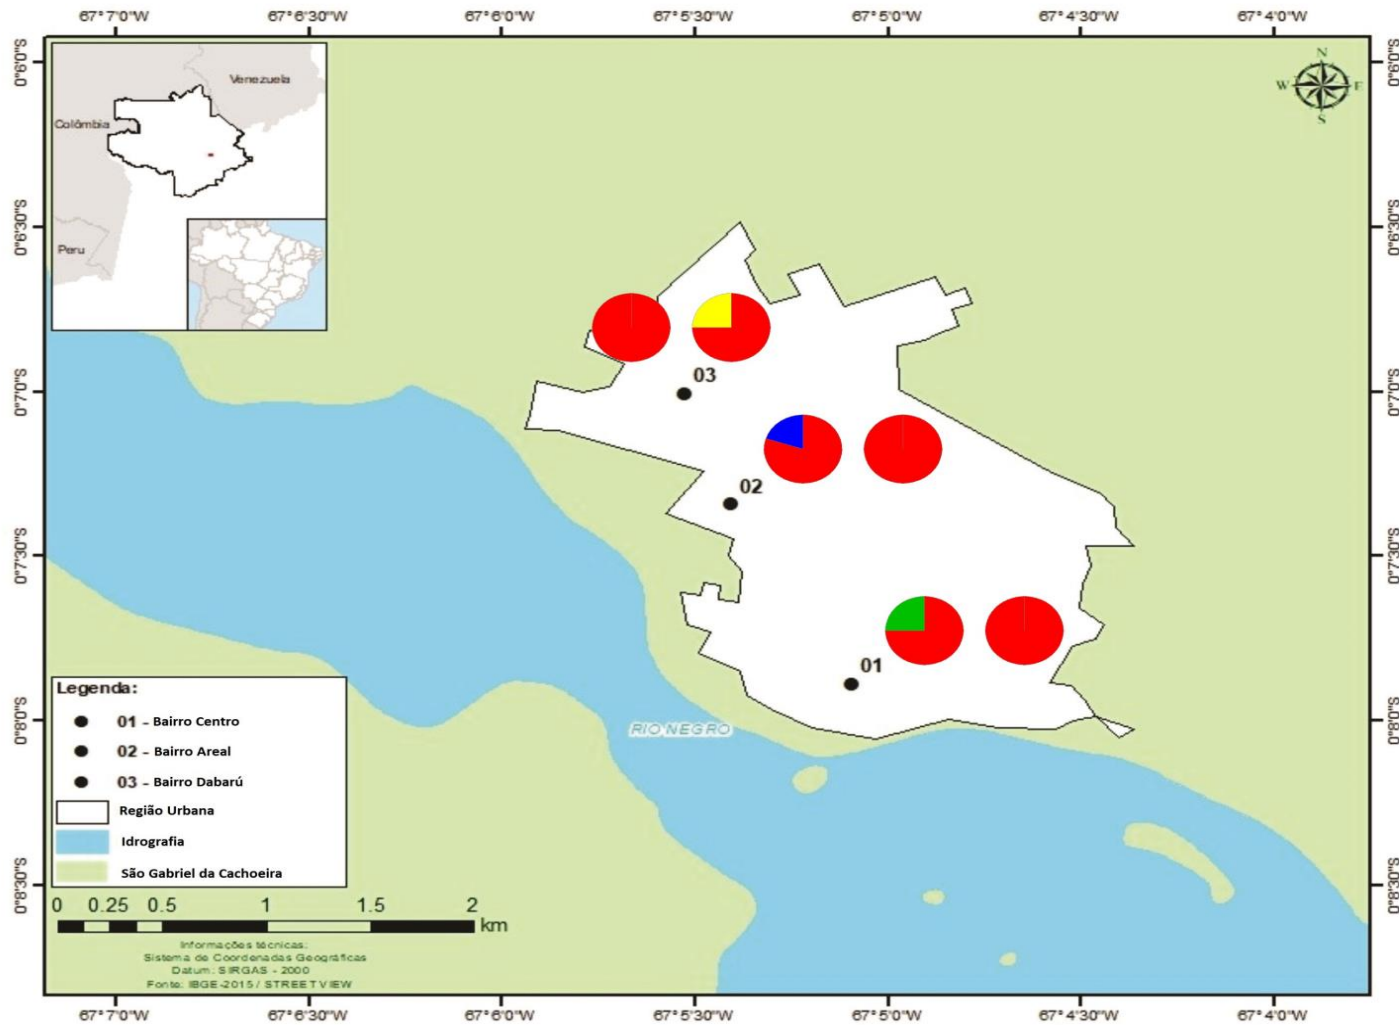 67°7'0"W 67°6'30"W 67°6'0"W 67°5'30"W 67°5'0"W 67°4'30"W 67°4'0"W
0°6'0"S 0°6'0"S
N
W E
S
Venezuela
Colômbia
Peru
0°6'30"S 0°6'30"S
03
0°7'0"S 0°7'0"S
02
0°7'30"S 0°7'30"S
01
0°8'0"S 0°8'0"S
RIO NEGRO
Legenda:
01 - Bairro Centro
02 - Bairro Areal
03 - Bairro Dabarú
Região Urbana
Idrografia
São Gabriel da Cachoeira
0°8'30"S 0°8'30"S
0 0.25 0.5 1 1.5 2
km
Informações técnicas:
Sistema de Coordenadas Geográficas
Datum: SIRGAS - 2000
Fonte: IBGE-2015 / STREETVIEW
67°7'0"W 67°6'30"W 67°6'0"W 67°5'30"W 67°5'0"W 67°4'30"W 67°4'0"W